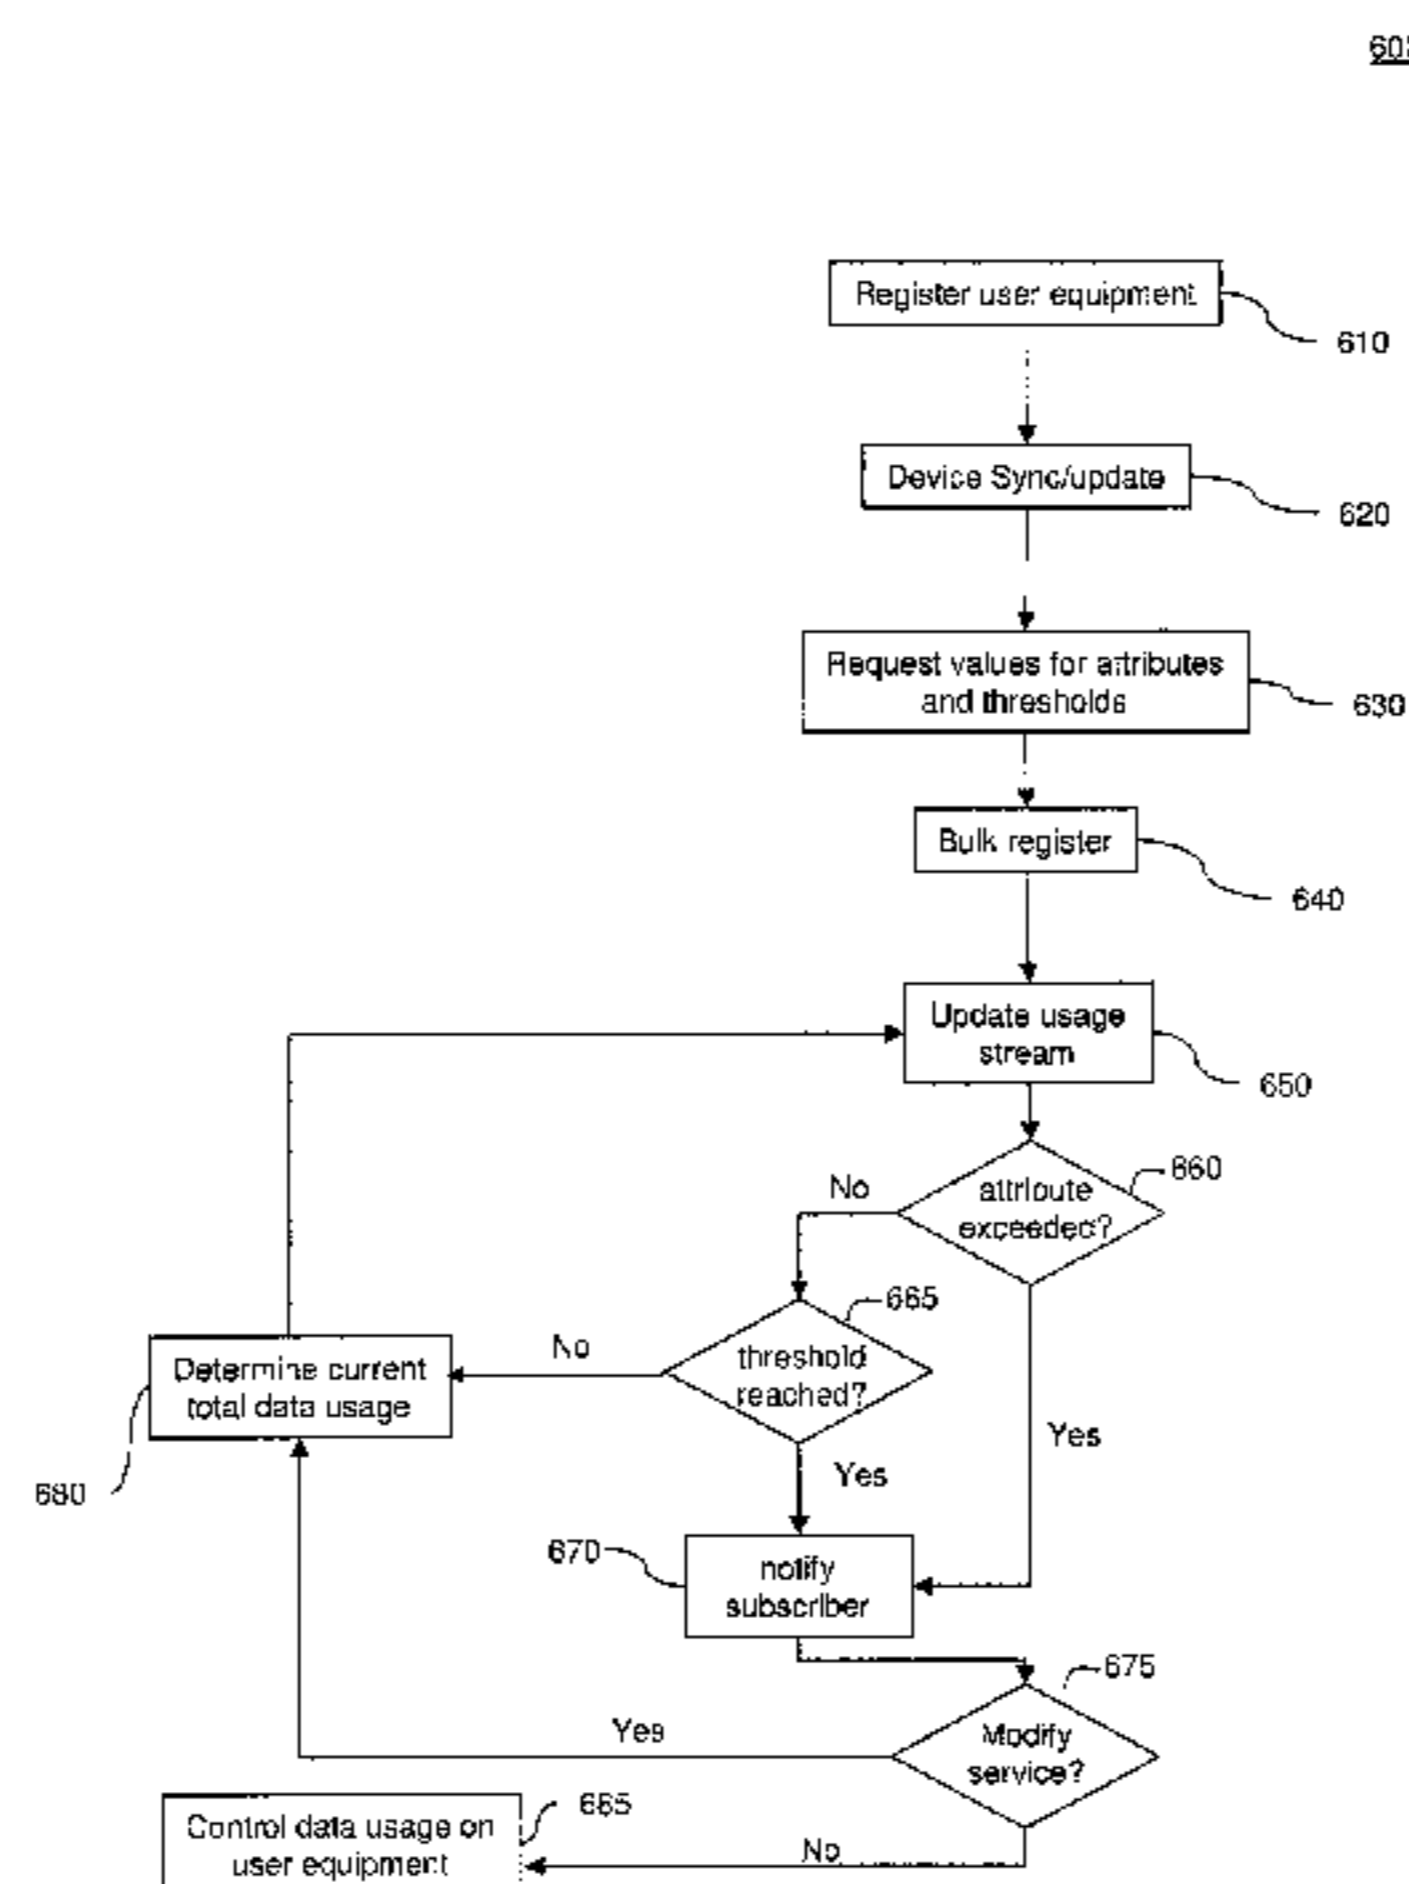 Register user equipment
610
Device Sync/update
620
Request values for attributes
and thresholds
630
Bulk register
640
Update usage
stream
650
660
attribute
exceeded?
No
665
threshold
reached?
No
Determine current
total data usage
Yes
Yes
680
670
notify
subscriber
675
Modify
service?
Yes
Control data usage on
user equipment
No